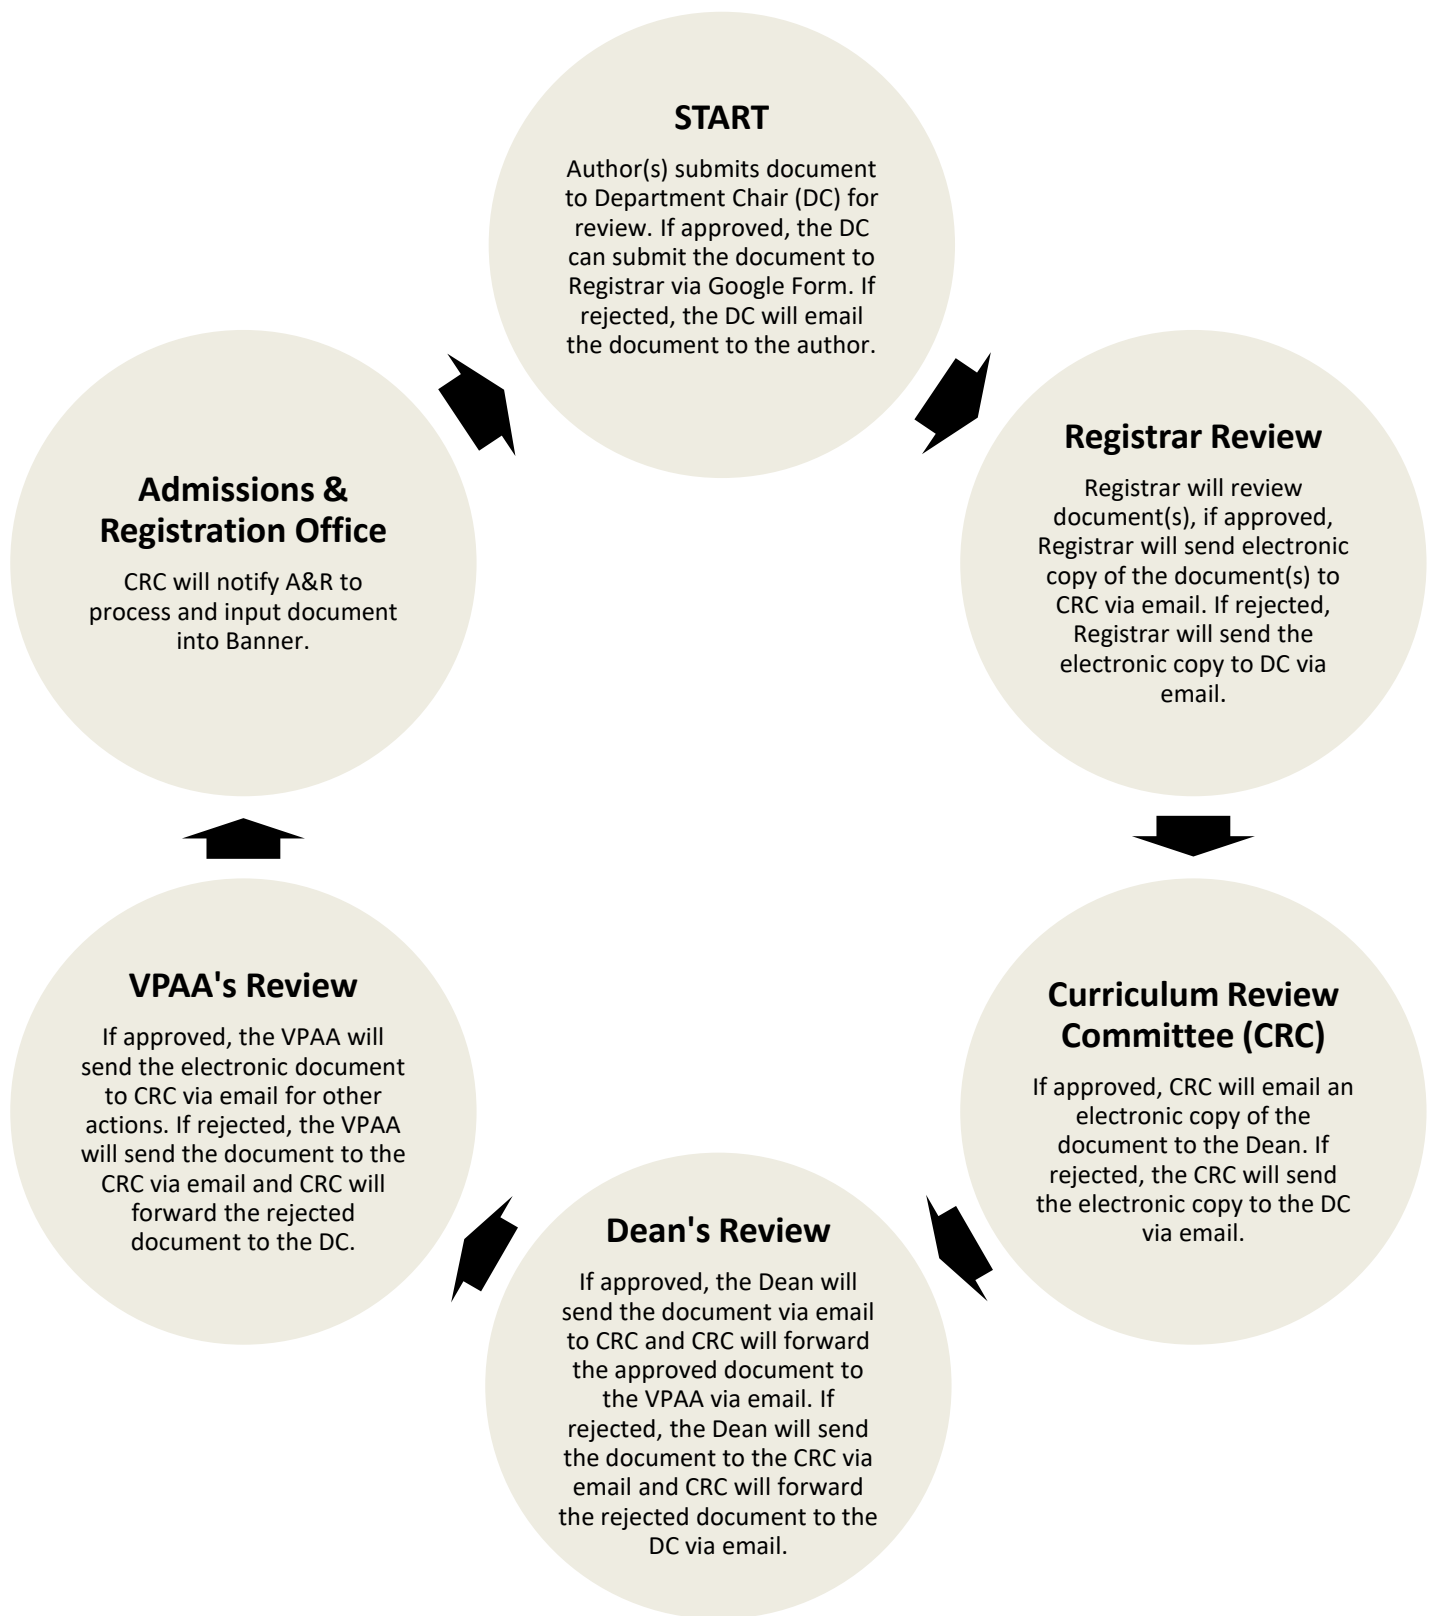 START
Author(s) submits document
to Department Chair (DC) for
review. If approved, the DC
can submit the document to
Registrar via Google Form. If
rejected, the DC will email
the document to the author.
Registrar Review
Registrar will review
document(s), if approved,
Registrar will send electronic
copy of the document(s) to
CRC via email. If rejected,
Registrar will send the
electronic copy to DC via
email.
Curriculum Review
Committee (CRC)
If approved, CRC will email an
electronic copy of the
document to the Dean. If
rejected, the CRC will send
the electronic copy to the DC
via email.
Dean's Review
If approved, the Dean will
send the document via email
to CRC and CRC will forward
the approved document to
the VPAA via email. If
rejected, the Dean will send
the document to the CRC via
email and CRC will forward
the rejected document to the
DC via email.
VPAA's Review
If approved, the VPAA will
send the electronic document
to CRC via email for other
actions. If rejected, the VPAA
will send the document to the
CRC via email and CRC will
forward the rejected
document to the DC.
Admissions &
Registration Office
CRC will notify A&R to
process and input document
into Banner.